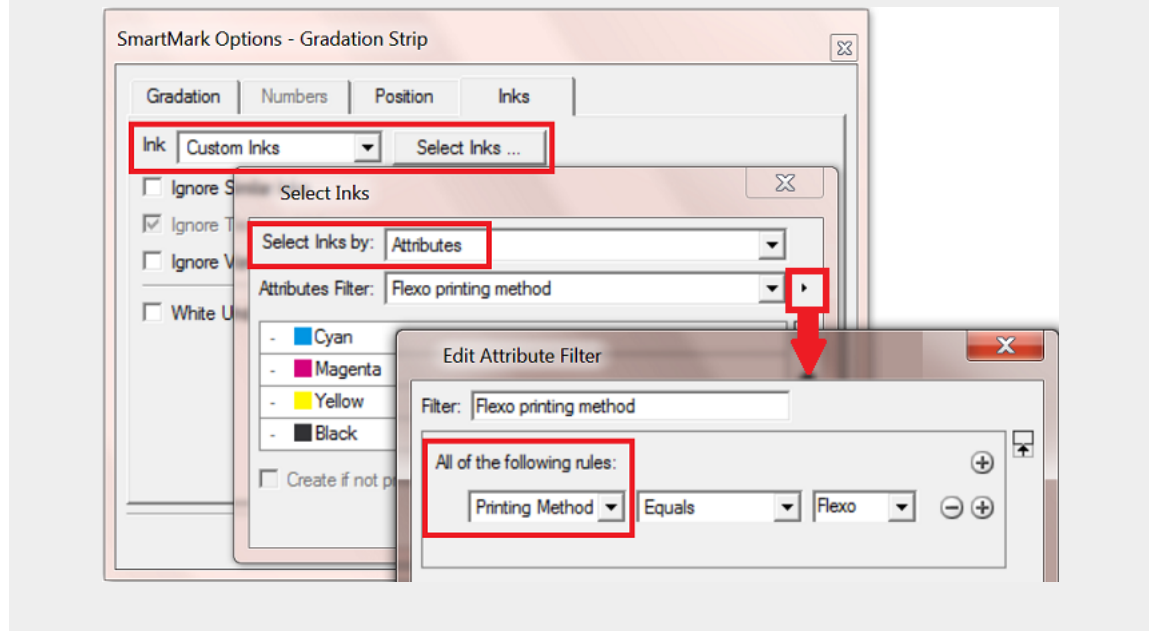 SmartMark Options - Gradation Strip
Gradation Numbers Position Inks
Ink Custom Inks Select Inks ...
Ignore
Select Inks
Ignore
Select Inks by: Attributes
Ignore
Attributes Filter: Flexo printing method
White
- Cyan
Edit Attribute Filter
- Magenta
- Yellow
Filter: Flexo printing method
- Black
All of the following rules:
Create if not
Printing Method Equals Flexo